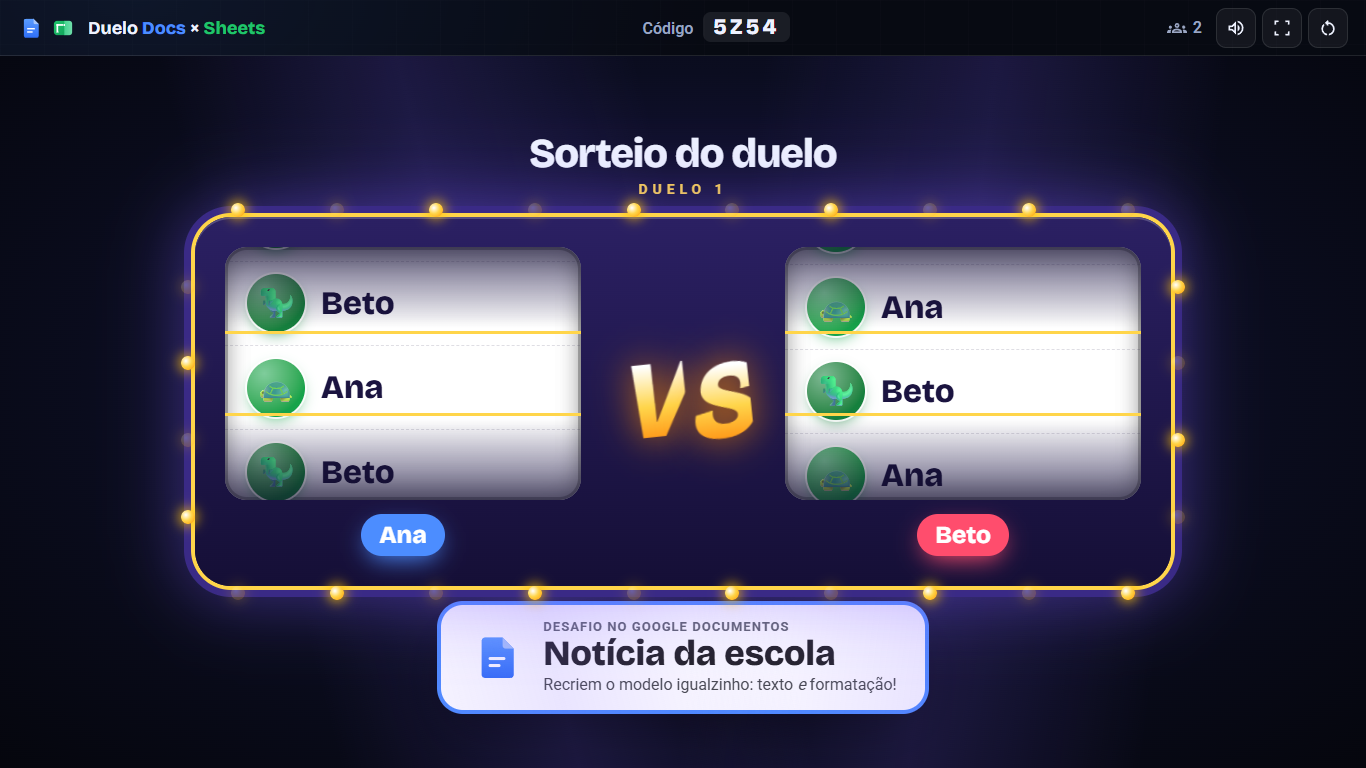 Duelo Docs × Sheets
Código 5Z54
2
Sorteio do duelo
DUELO 1
Beto
Ana
Beto
VS
Ana
Beto
Ana
Ana
Beto
DESAFIO NO GOOGLE DOCUMENTOS
Notícia da escola
Recriem o modelo igualzinho: texto e formatação!